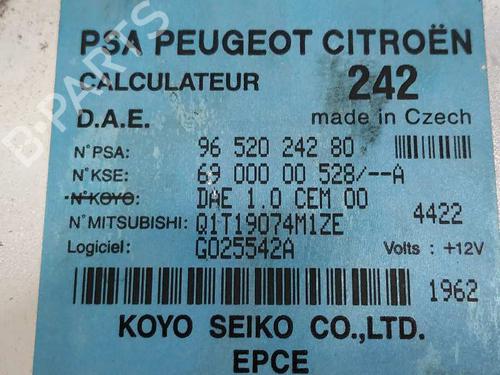 PSA PEUGEOT CITROËN
CALCULATEUR 242
D.A.E. made in Czech
N°PSA: 96 520 242 80
N°KSE: 69 000 00 528/--A
N°KOYO: DAE 1.0 CEM 00
N°MITSUBISHI: Q1T19074M1ZE 4422
Logiciel: G025542A Volts : +12V
1962
KOYO SEIKO CO.,LTD.
EPCE
B-PARTS